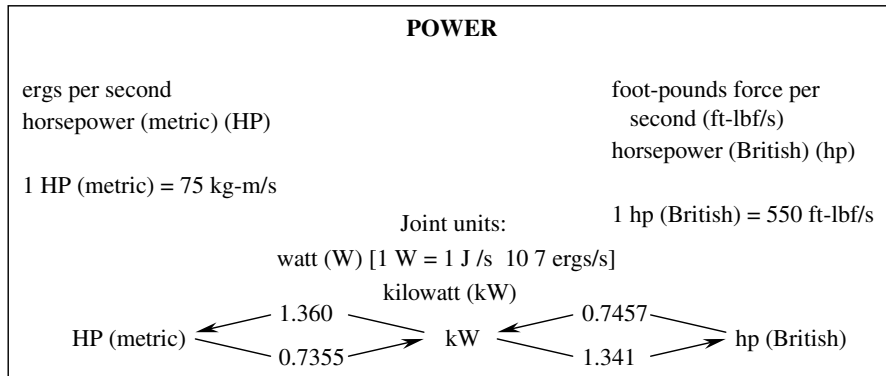 POWER
ergs per second
horsepower (metric) (HP)
1 HP (metric) = 75 kg-m/s
foot-pounds force per
second (ft-lbf/s)
horsepower (British) (hp)
1 hp (British) = 550 ft-lbf/s
Joint units:
watt (W) [1 W = 1 J /s  10 7 ergs/s]
kilowatt (kW)
1.360 0.7457
HP (metric) kW hp (British)
0.7355 1.341